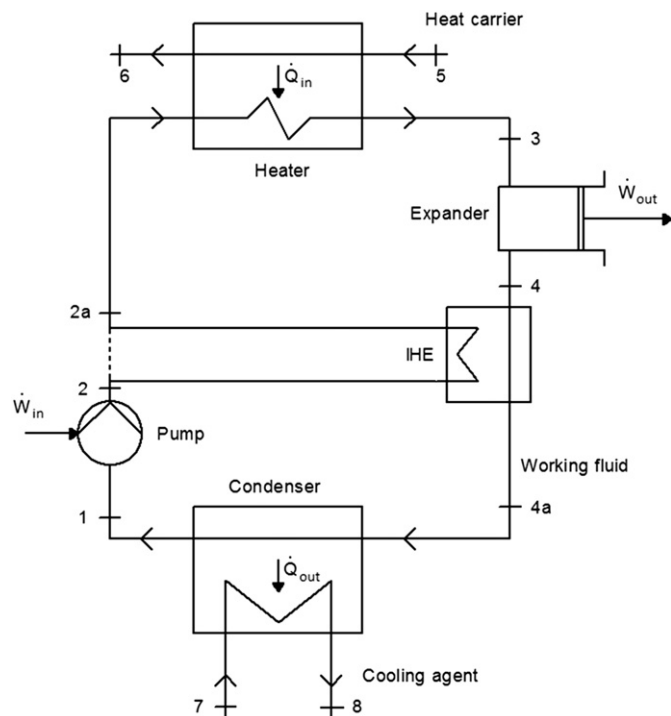 Heat carrier
6
5
Q̇in
Heater
3
Expander
Ẇout
4
2a
IHE
2
Ẇin
Pump
Working fluid
Condenser
1
4a
Q̇out
Cooling agent
7
8